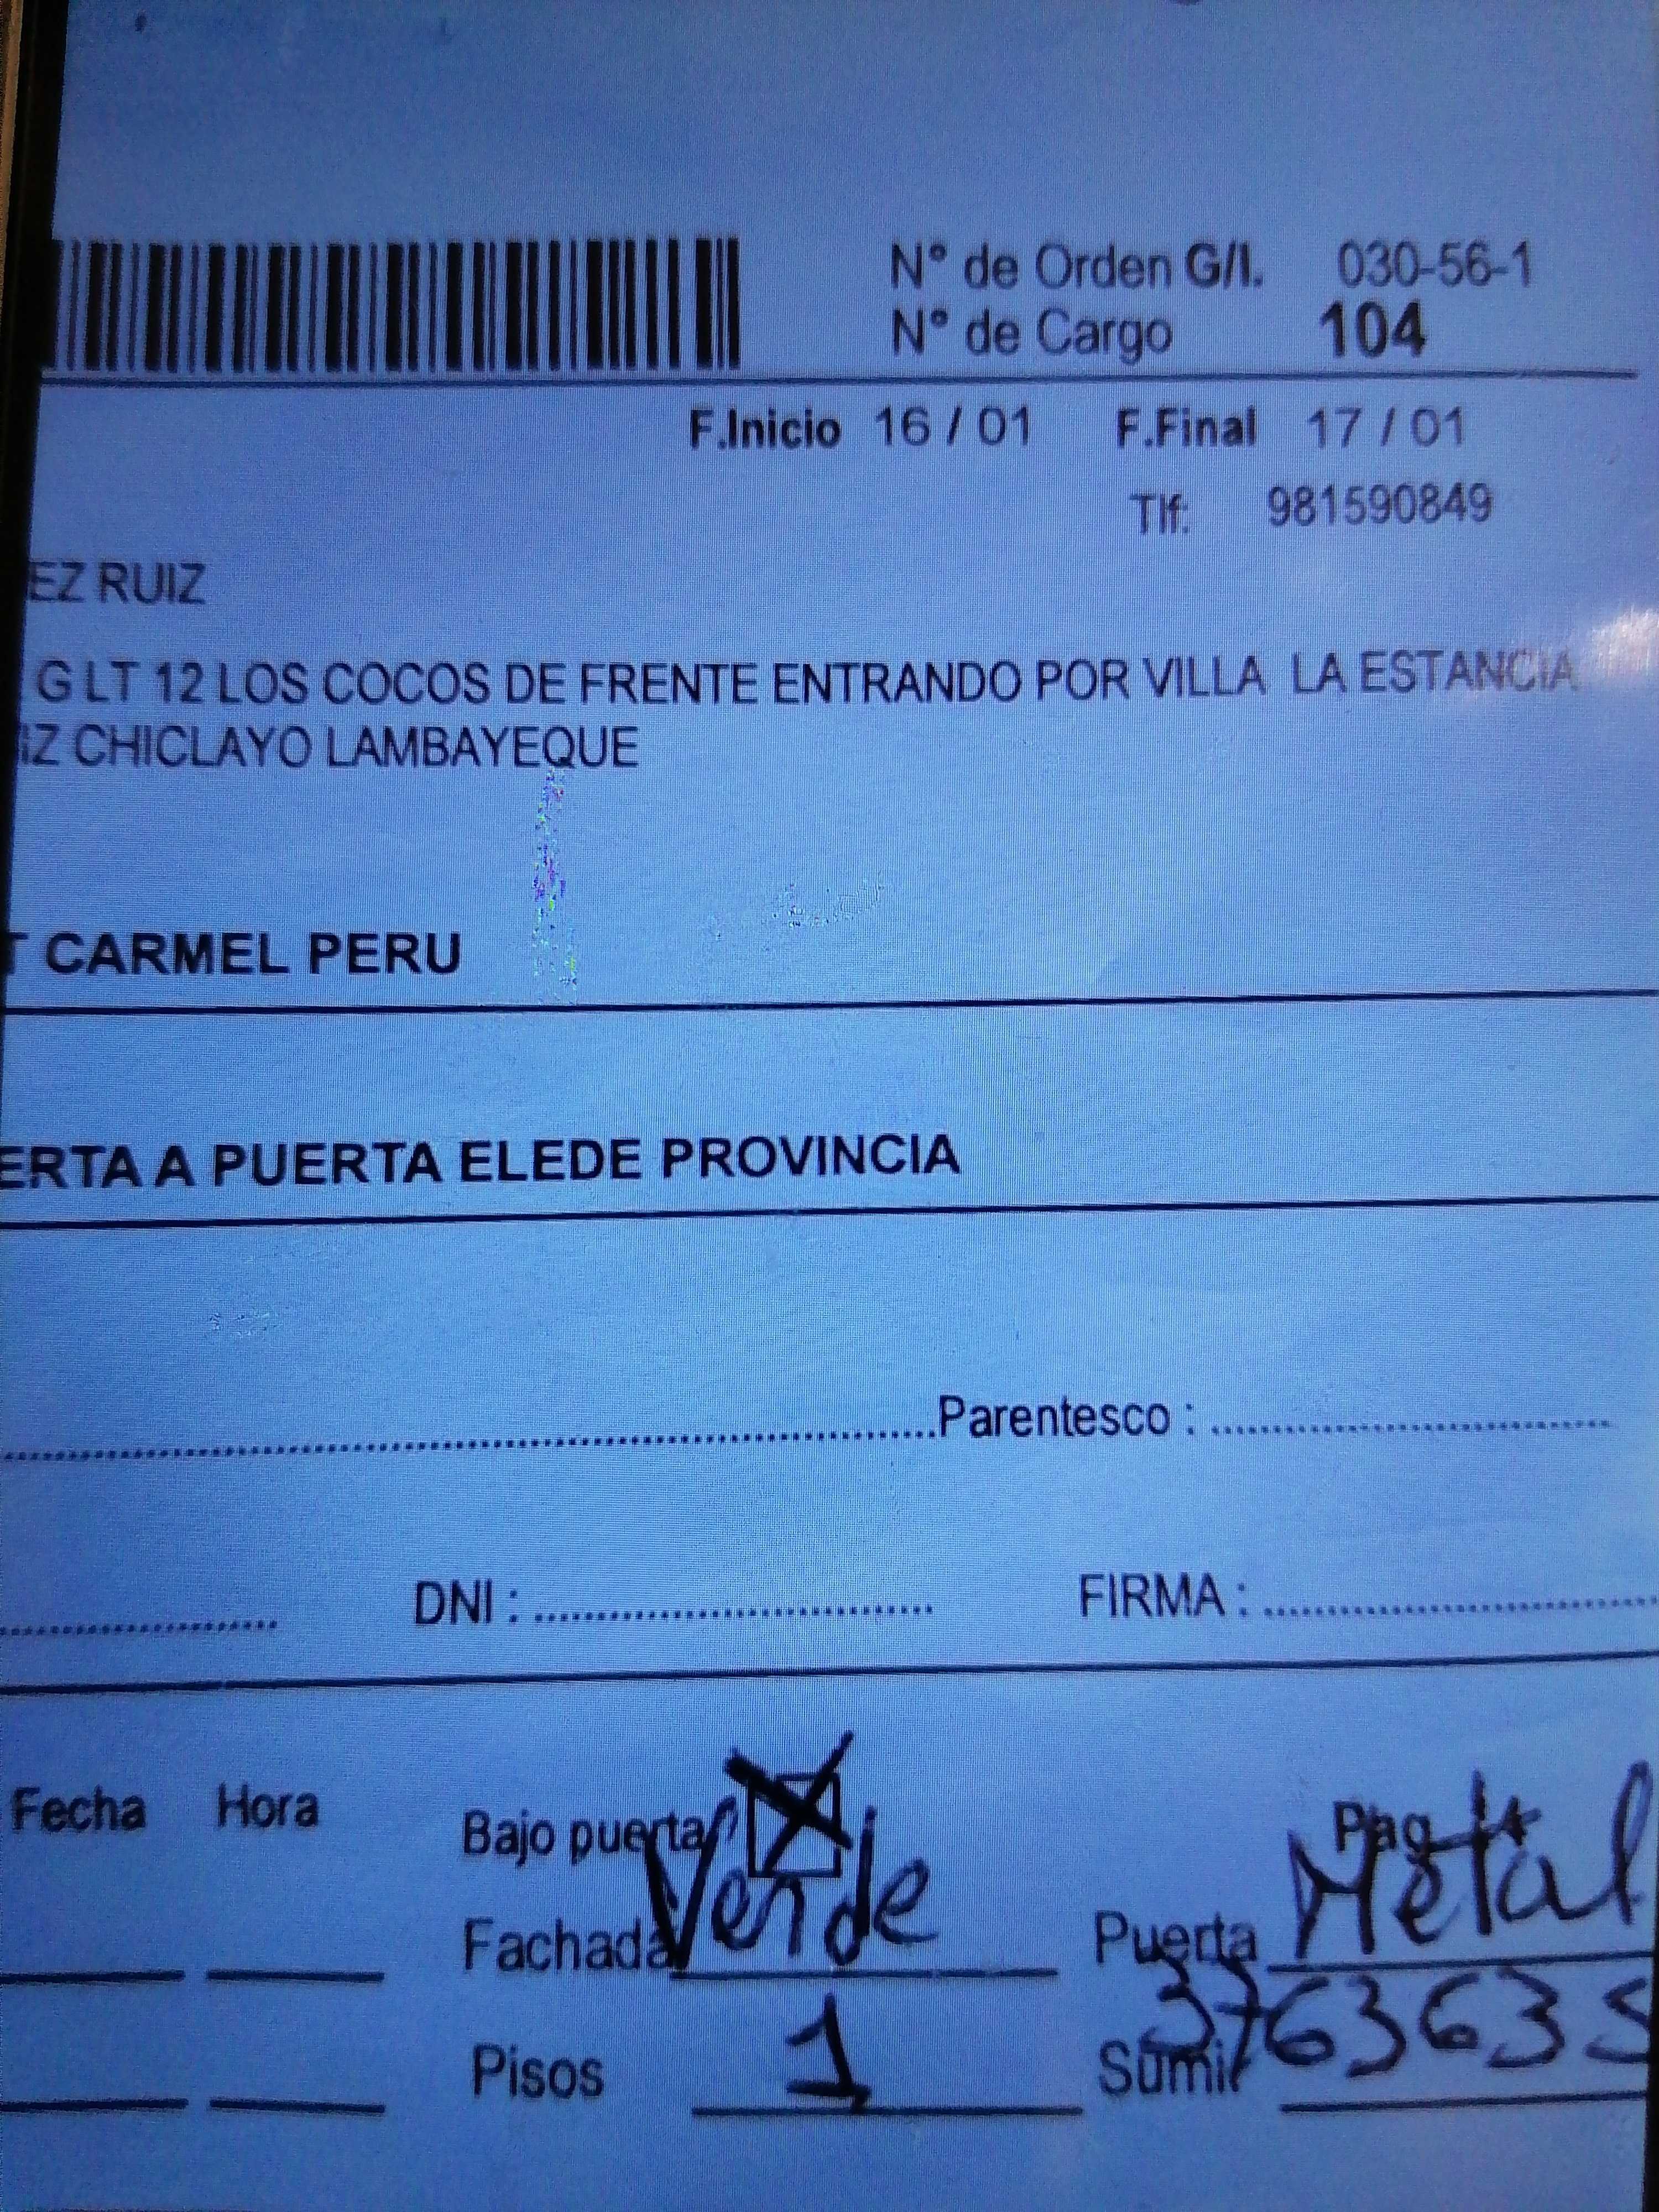 N° de Orden G/I. 030-56-1
N° de Cargo 104
F.Inicio 16 / 01 F.Final 17 / 01
Tlf: 981590849
EZ RUIZ
G LT 12 LOS COCOS DE FRENTE ENTRANDO POR VILLA LA ESTANCIA
IZ CHICLAYO LAMBAYEQUE
T CARMEL PERU
ERTA A PUERTA ELEDE PROVINCIA
Parentesco :
DNI : FIRMA :
Fecha Hora Bajo puerta
Fachada Verde Puerta Metal
Pisos 1 Sumi 3763635